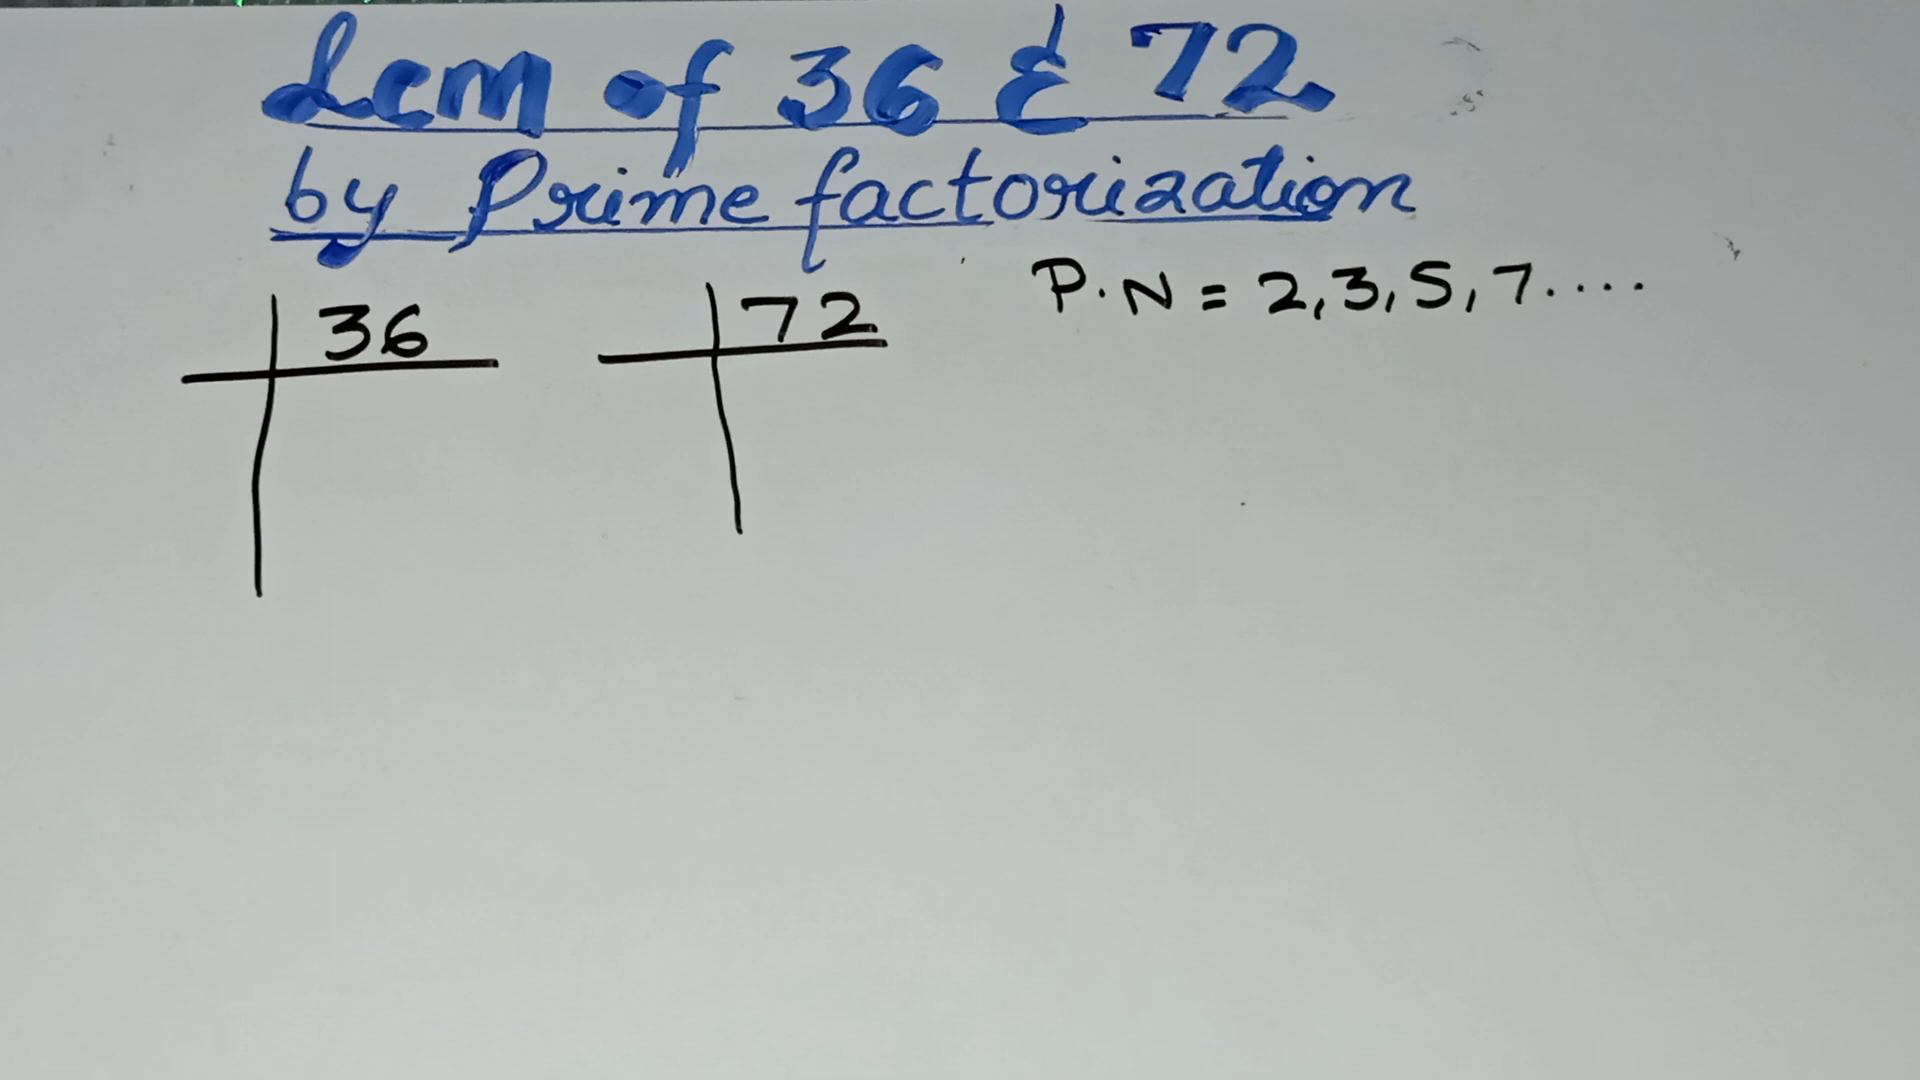 Lcm of 36 & 72
by Prime factorization
P.N = 2,3,5,7....
36
72